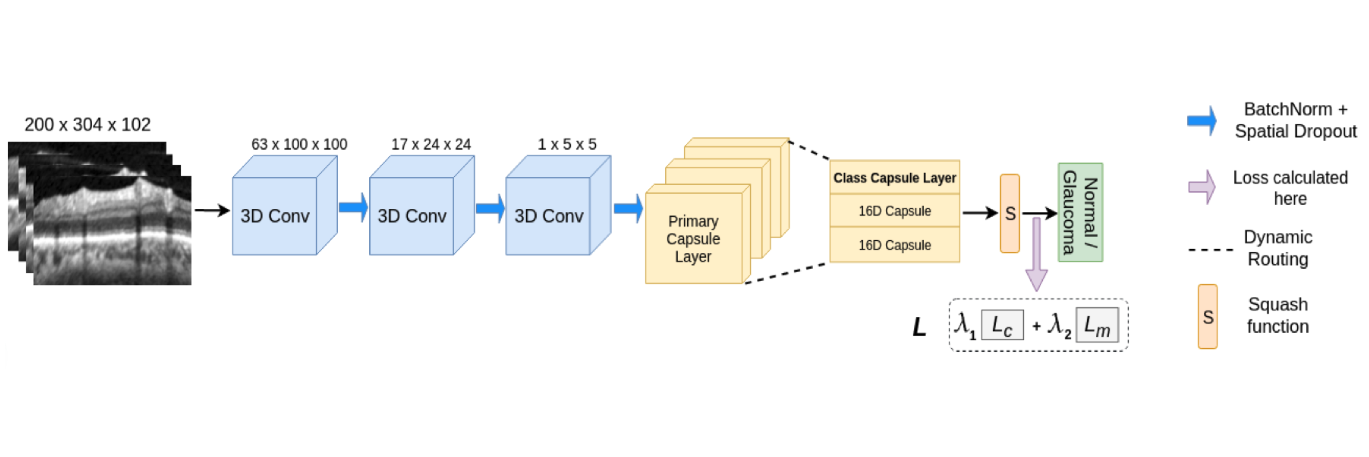 200 x 304 x 102
63 x 100 x 100
17 x 24 x 24
1 x 5 x 5
3D Conv
3D Conv
3D Conv
Primary
Capsule
Layer
Class Capsule Layer
16D Capsule
16D Capsule
S
Normal /
Glaucoma
L λ₁ L_c + λ₂ L_m
BatchNorm +
Spatial Dropout
Loss calculated
here
Dynamic
Routing
S
Squash
function